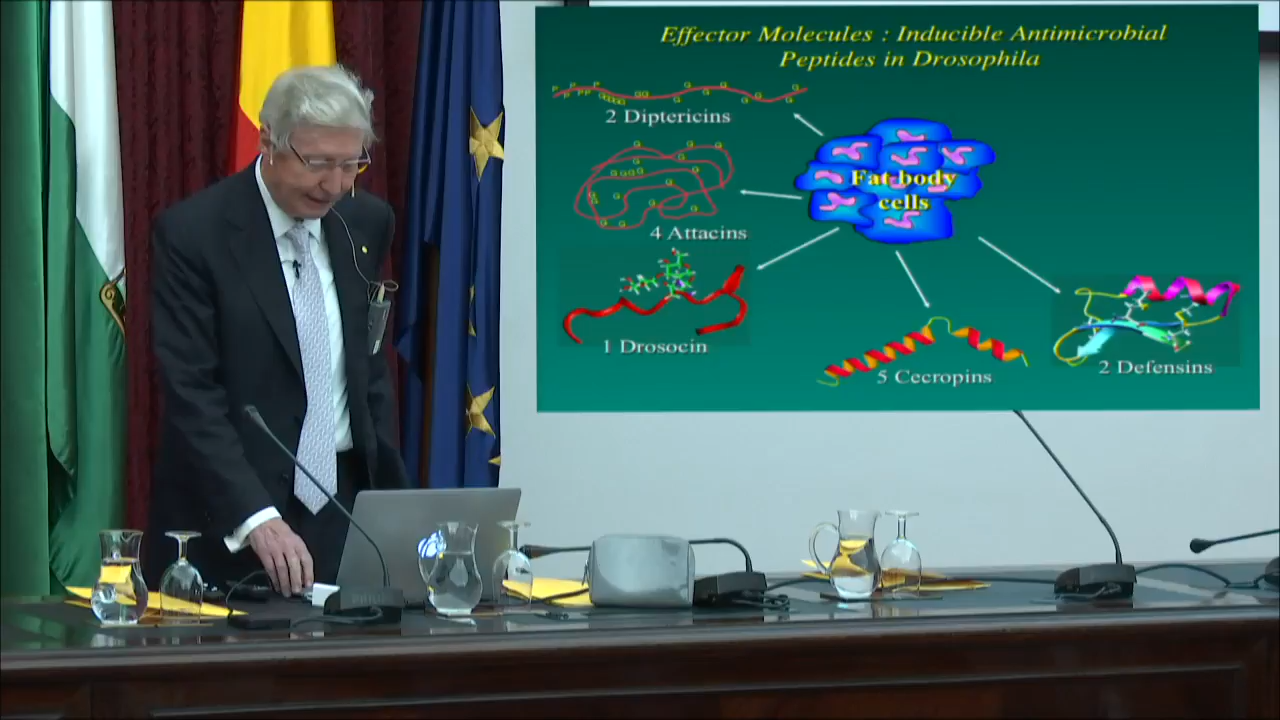 Effector Molecules : Inducible Antimicrobial
Peptides in Drosophila
2 Diptericins
Fat body
cells
4 Attacins
1 Drosocin
5 Cecropins
2 Defensins